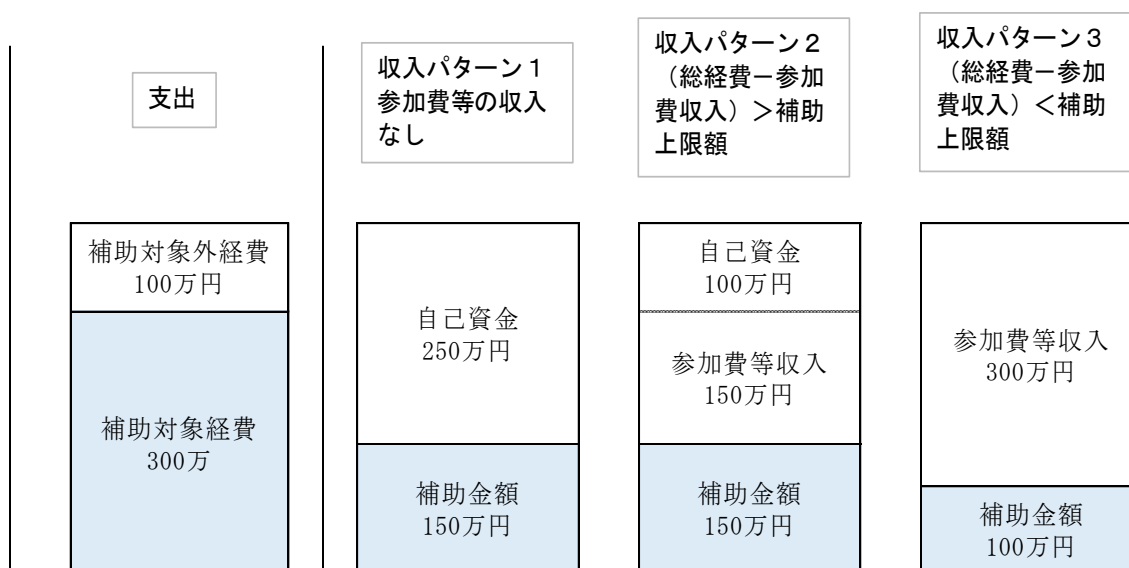 支出
収入パターン１
参加費等の収入
なし
収入パターン２
（総経費－参加
費収入）＞補助
上限額
収入パターン３
（総経費－参加
費収入）＜補助
上限額
補助対象外経費
100万円
補助対象経費
300万
自己資金
250万円
補助金額
150万円
自己資金
100万円
参加費等収入
150万円
補助金額
150万円
参加費等収入
300万円
補助金額
100万円